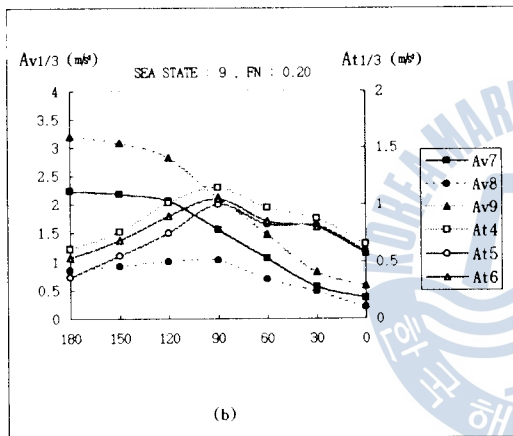 Av1/3 (m/s²)
At1/3 (m/s²)
SEA STATE : 9 , FN : 0.20
4
3.5
3
2.5
2
1.5
1
0.5
0
2
1.5
1
0.5
0
180 150 120 90 60 30 0
Av7
Av8
Av9
At4
At5
At6
(b)
KOREA MARI